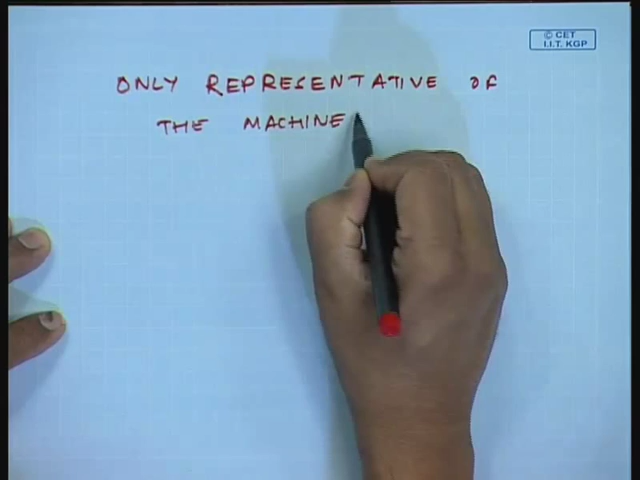 © CET
I.I.T. KGP
ONLY REPRESENTATIVE OF
THE MACHINE